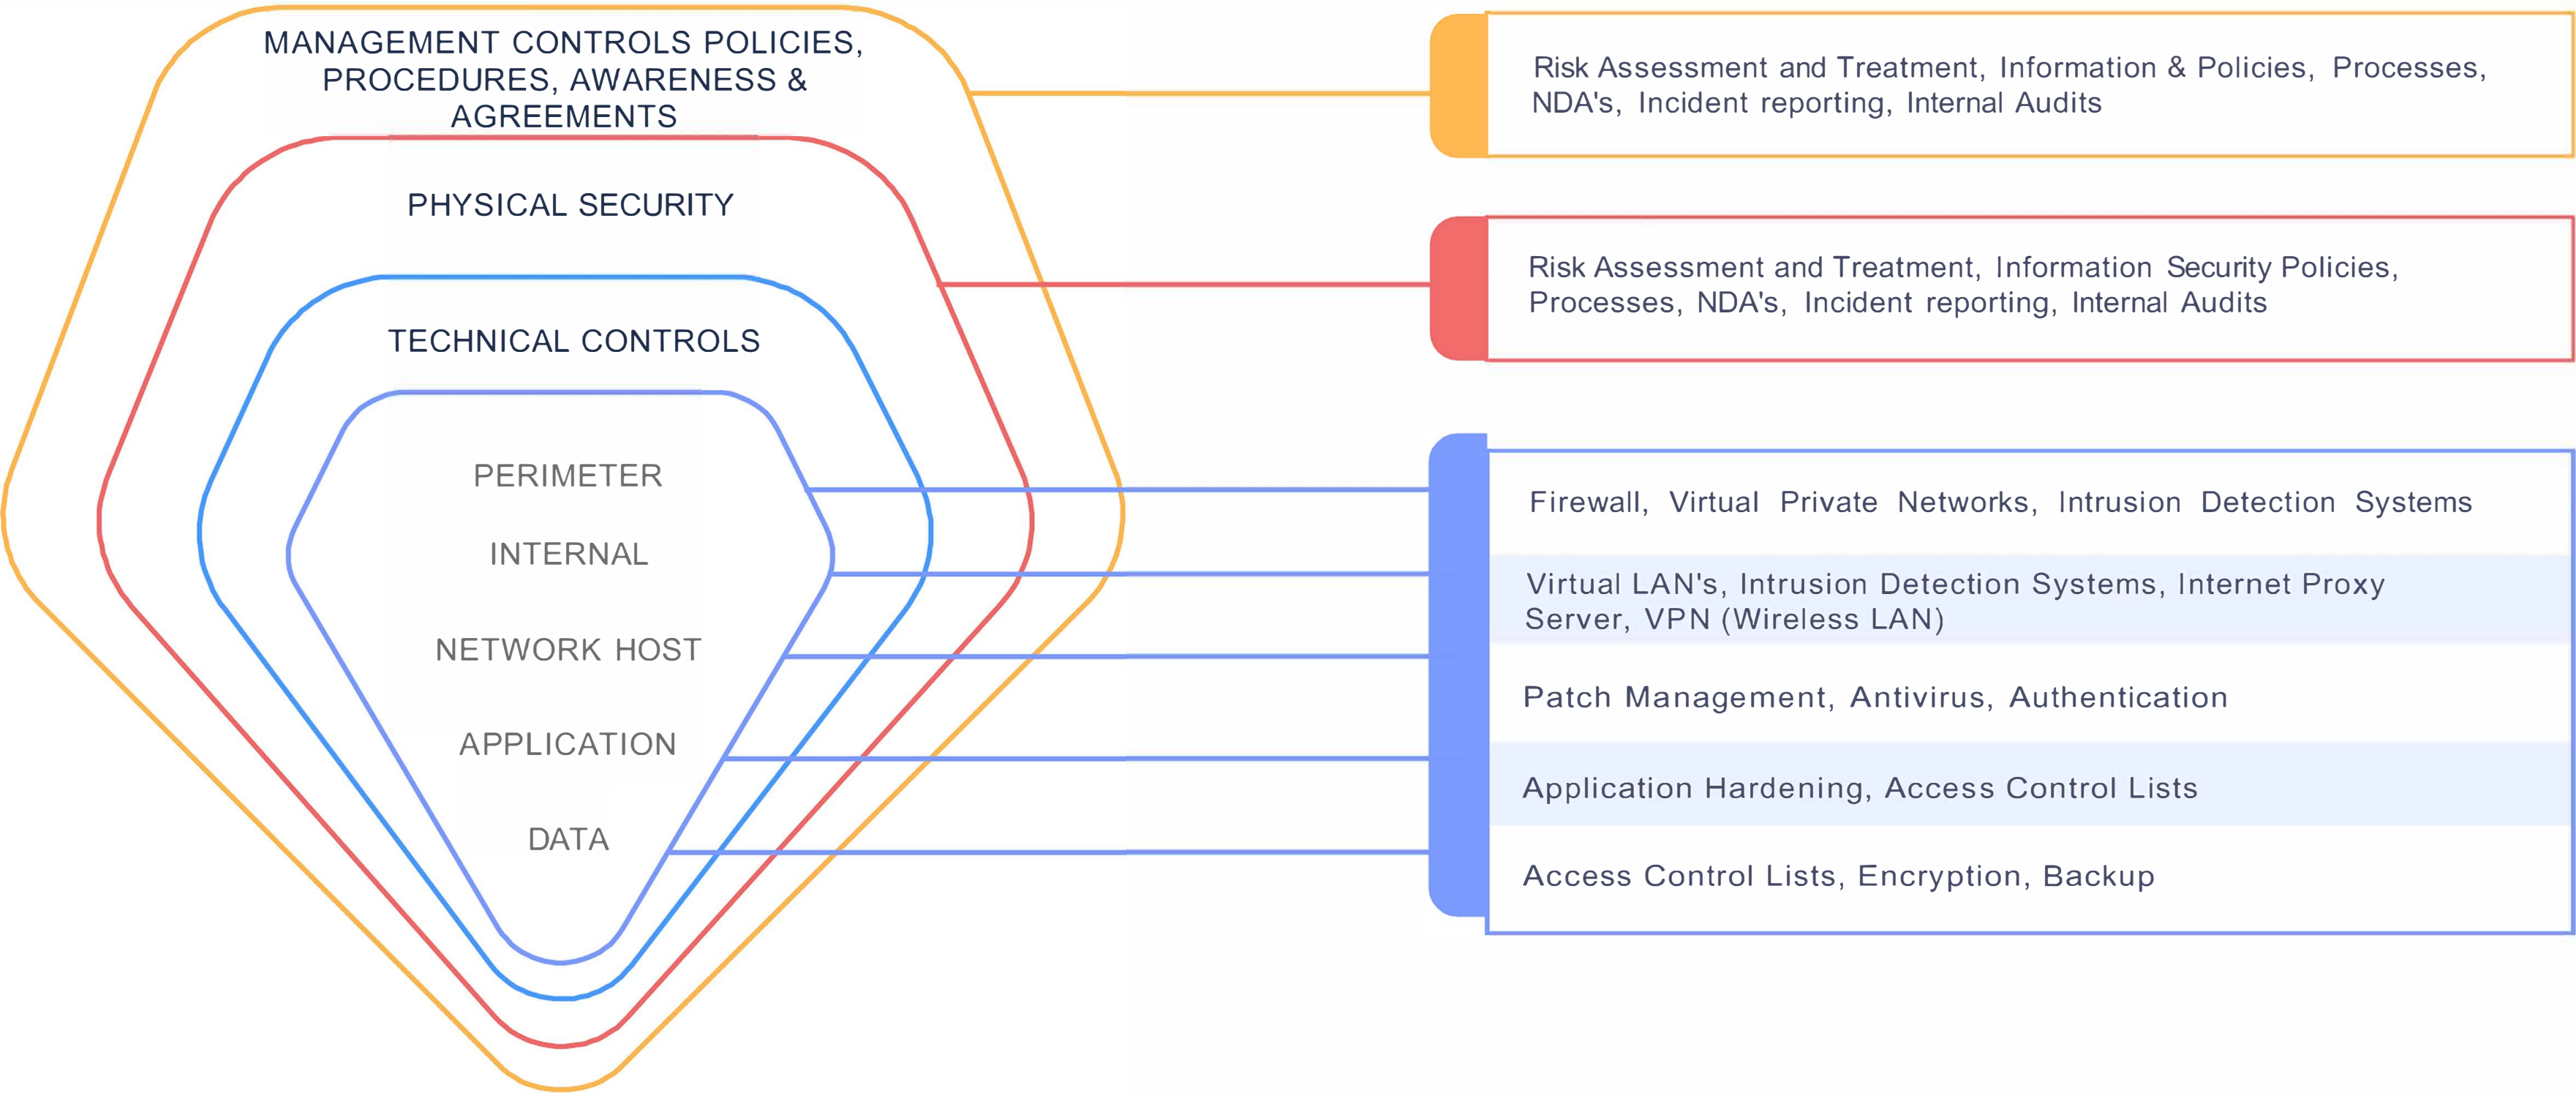 MANAGEMENT CONTROLS POLICIES,
PROCEDURES, AWARENESS &
AGREEMENTS
PHYSICAL SECURITY
TECHNICAL CONTROLS
PERIMETER
INTERNAL
NETWORK HOST
APPLICATION
DATA
Risk Assessment and Treatment, Information & Policies, Processes,
NDA's, Incident reporting, Internal Audits
Risk Assessment and Treatment, Information Security Policies,
Processes, NDA's, Incident reporting, Internal Audits
Firewall, Virtual Private Networks, Intrusion Detection Systems
Virtual LAN's, Intrusion Detection Systems, Internet Proxy
Server, VPN (Wireless LAN)
Patch Management, Antivirus, Authentication
Application Hardening, Access Control Lists
Access Control Lists, Encryption, Backup